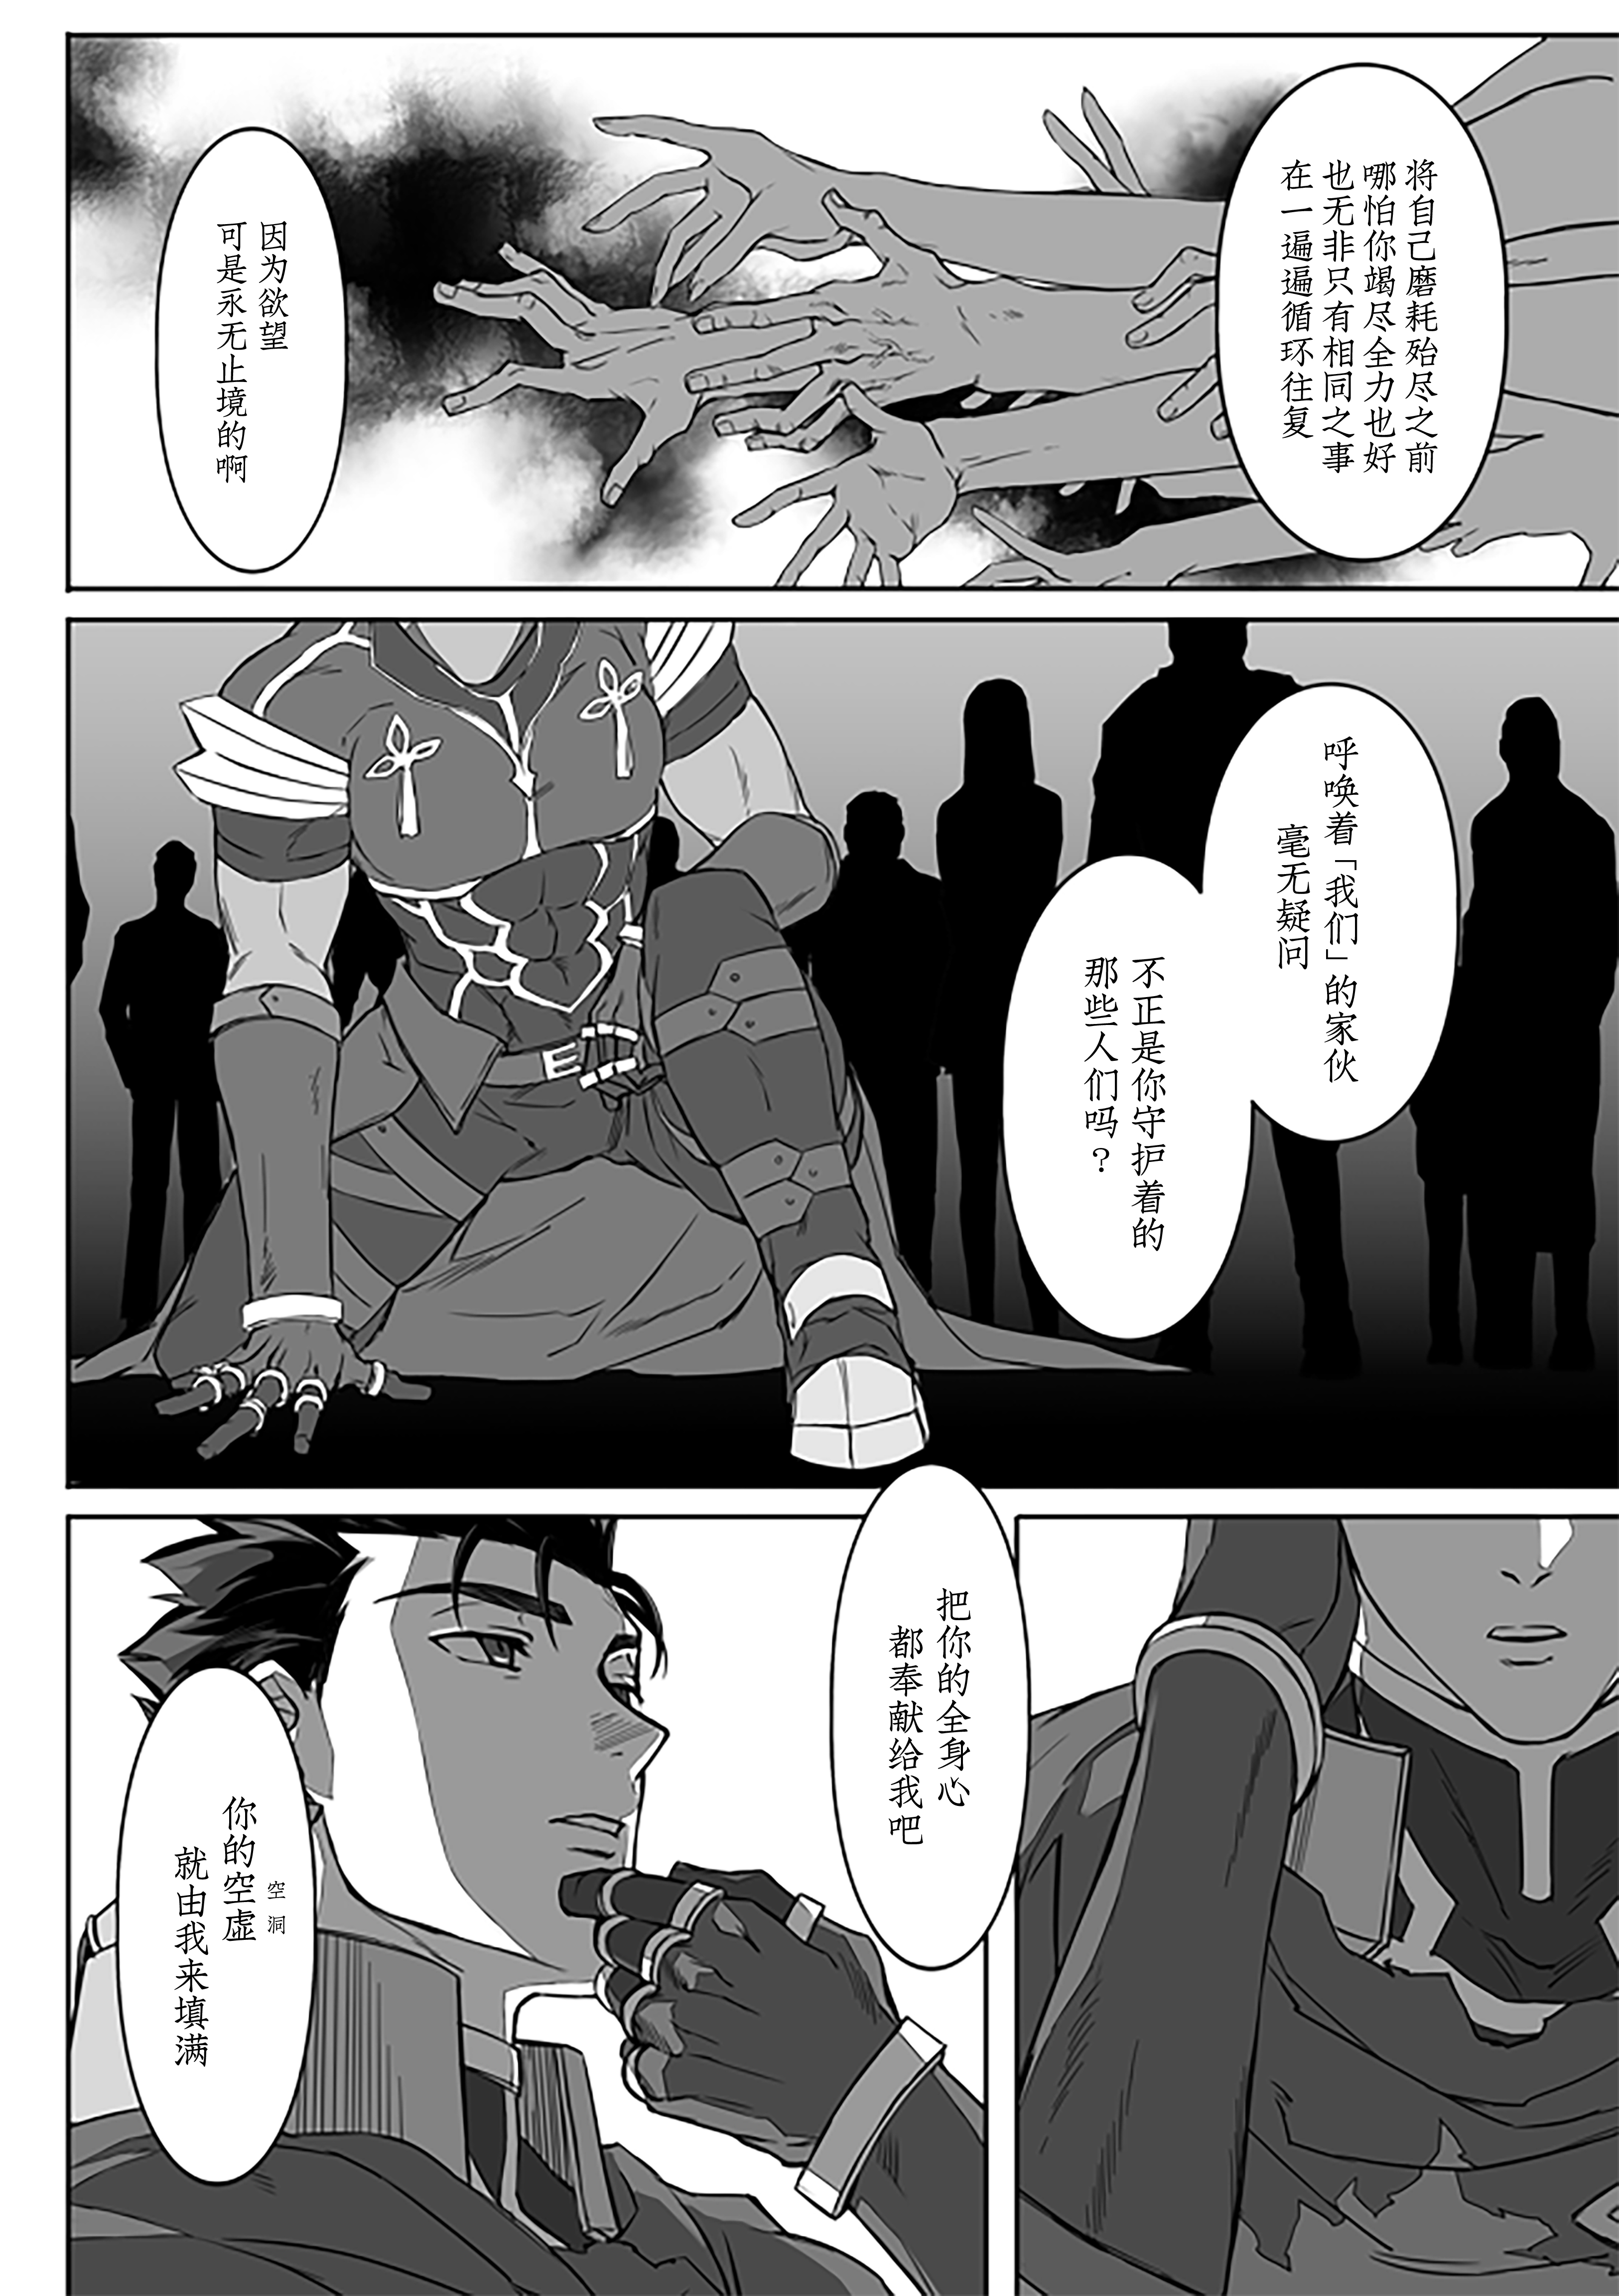 将自己磨耗殆尽之前
哪怕你竭尽全力也好
也无非只有相同之事
在一遍遍循环往复
因为欲望
可是永无止境的啊
呼唤着「我们」的家伙
毫无疑问
不正是你守护着的
那些人们吗？
把你的全身心
都奉献给我吧
空洞
你的空虚
就由我来填满